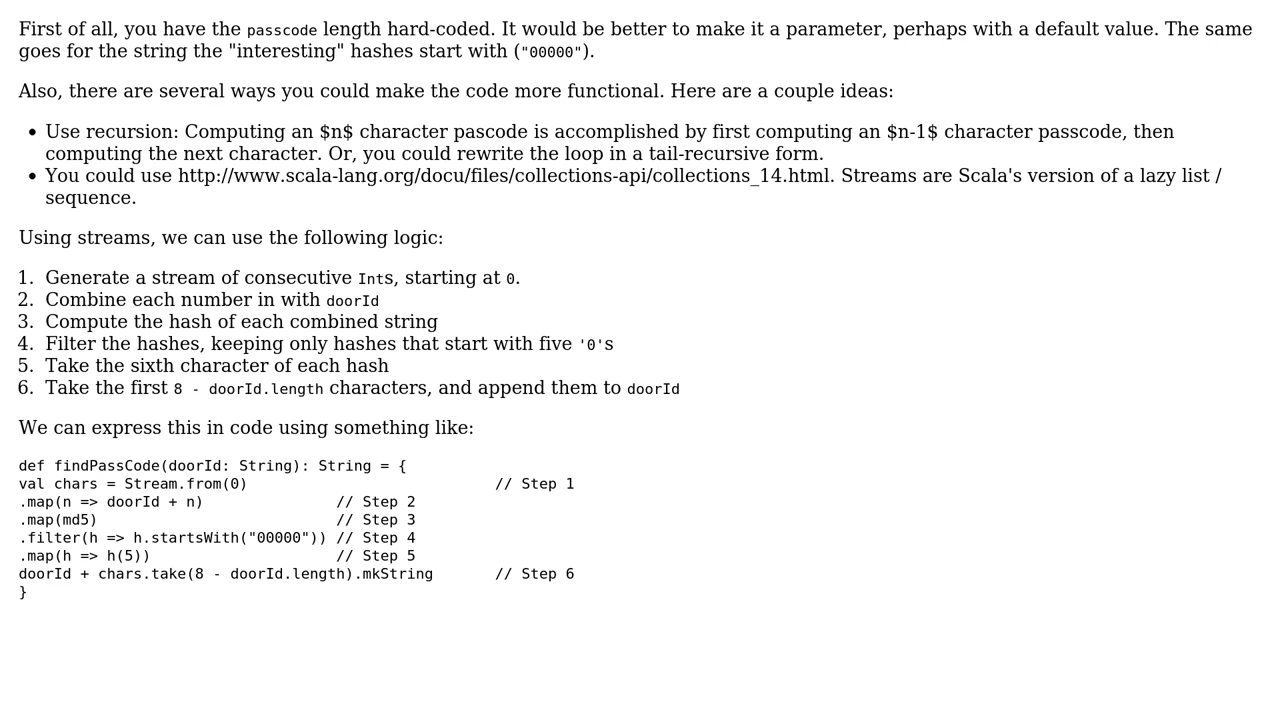 First of all, you have the passcode length hard-coded. It would be better to make it a parameter, perhaps with a default value. The same
goes for the string the "interesting" hashes start with ("00000").
Also, there are several ways you could make the code more functional. Here are a couple ideas:
• Use recursion: Computing an $n$ character pascode is accomplished by first computing an $n-1$ character passcode, then
computing the next character. Or, you could rewrite the loop in a tail-recursive form.
• You could use http://www.scala-lang.org/docu/files/collections-api/collections_14.html. Streams are Scala's version of a lazy list /
sequence.
Using streams, we can use the following logic:
1. Generate a stream of consecutive Ints, starting at 0.
2. Combine each number in with doorId
3. Compute the hash of each combined string
4. Filter the hashes, keeping only hashes that start with five '0's
5. Take the sixth character of each hash
6. Take the first 8 - doorId.length characters, and append them to doorId
We can express this in code using something like:
def findPassCode(doorId: String): String = {
val chars = Stream.from(0)                            // Step 1
.map(n => doorId + n)               // Step 2
.map(md5)                           // Step 3
.filter(h => h.startsWith("00000")) // Step 4
.map(h => h(5))                     // Step 5
doorId + chars.take(8 - doorId.length).mkString       // Step 6
}